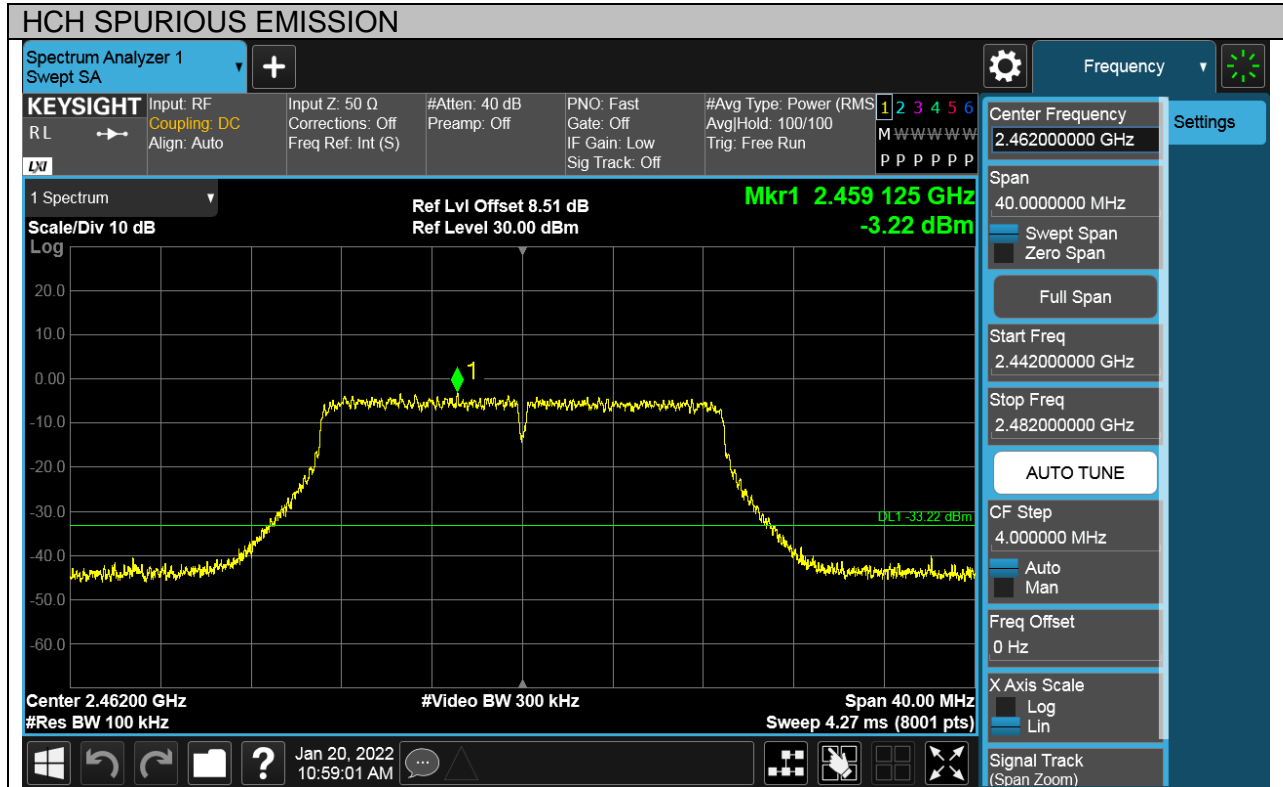 HCH SPURIOUS EMISSION
Spectrum Analyzer 1
Swept SA
+
Frequency
KEYSIGHT
RL
LXI
Input: RF
Coupling: DC
Align: Auto
Input Z: 50 Ω
Corrections: Off
Freq Ref: Int (S)
#Atten: 40 dB
Preamp: Off
PNO: Fast
Gate: Off
IF Gain: Low
Sig Track: Off
#Avg Type: Power (RMS
Avg|Hold: 100/100
Trig: Free Run
1 2 3 4 5 6
M W W W W W
P P P P P P
1 Spectrum
Scale/Div 10 dB
Log
Ref Lvl Offset 8.51 dB
Ref Level 30.00 dBm
Mkr1 2.459 125 GHz
-3.22 dBm
20.0
10.0
0.00
-10.0
-20.0
-30.0
-40.0
-50.0
-60.0
1
DL1 -33.22 dBm
Center 2.46200 GHz
#Res BW 100 kHz
#Video BW 300 kHz
Span 40.00 MHz
Sweep 4.27 ms (8001 pts)
?
Jan 20, 2022
10:59:01 AM
Center Frequency
2.462000000 GHz
Settings
Span
40.0000000 MHz
Swept Span
Zero Span
Full Span
Start Freq
2.442000000 GHz
Stop Freq
2.482000000 GHz
AUTO TUNE
CF Step
4.000000 MHz
Auto
Man
Freq Offset
0 Hz
X Axis Scale
Log
Lin
Signal Track
(Span Zoom)